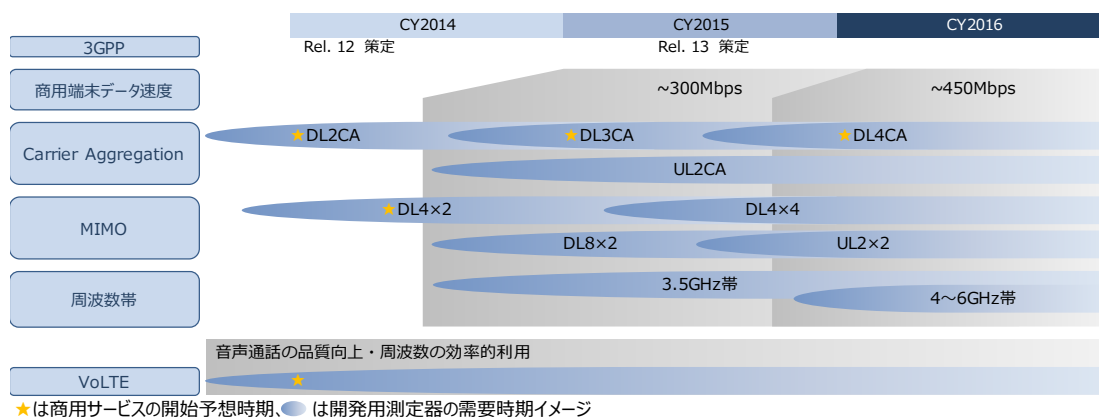 CY2014 CY2015 CY2016
3GPP Rel. 12 策定 Rel. 13 策定
商用端末データ速度 ~300Mbps ~450Mbps
Carrier Aggregation
★DL2CA ★DL3CA ★DL4CA
UL2CA
MIMO
★DL4×2 DL4×4
DL8×2 UL2×2
周波数帯
3.5GHz帯
4～6GHz帯
音声通話の品質向上・周波数の効率的利用
VoLTE ★
★は商用サービスの開始予想時期、 は開発用測定器の需要時期イメージ